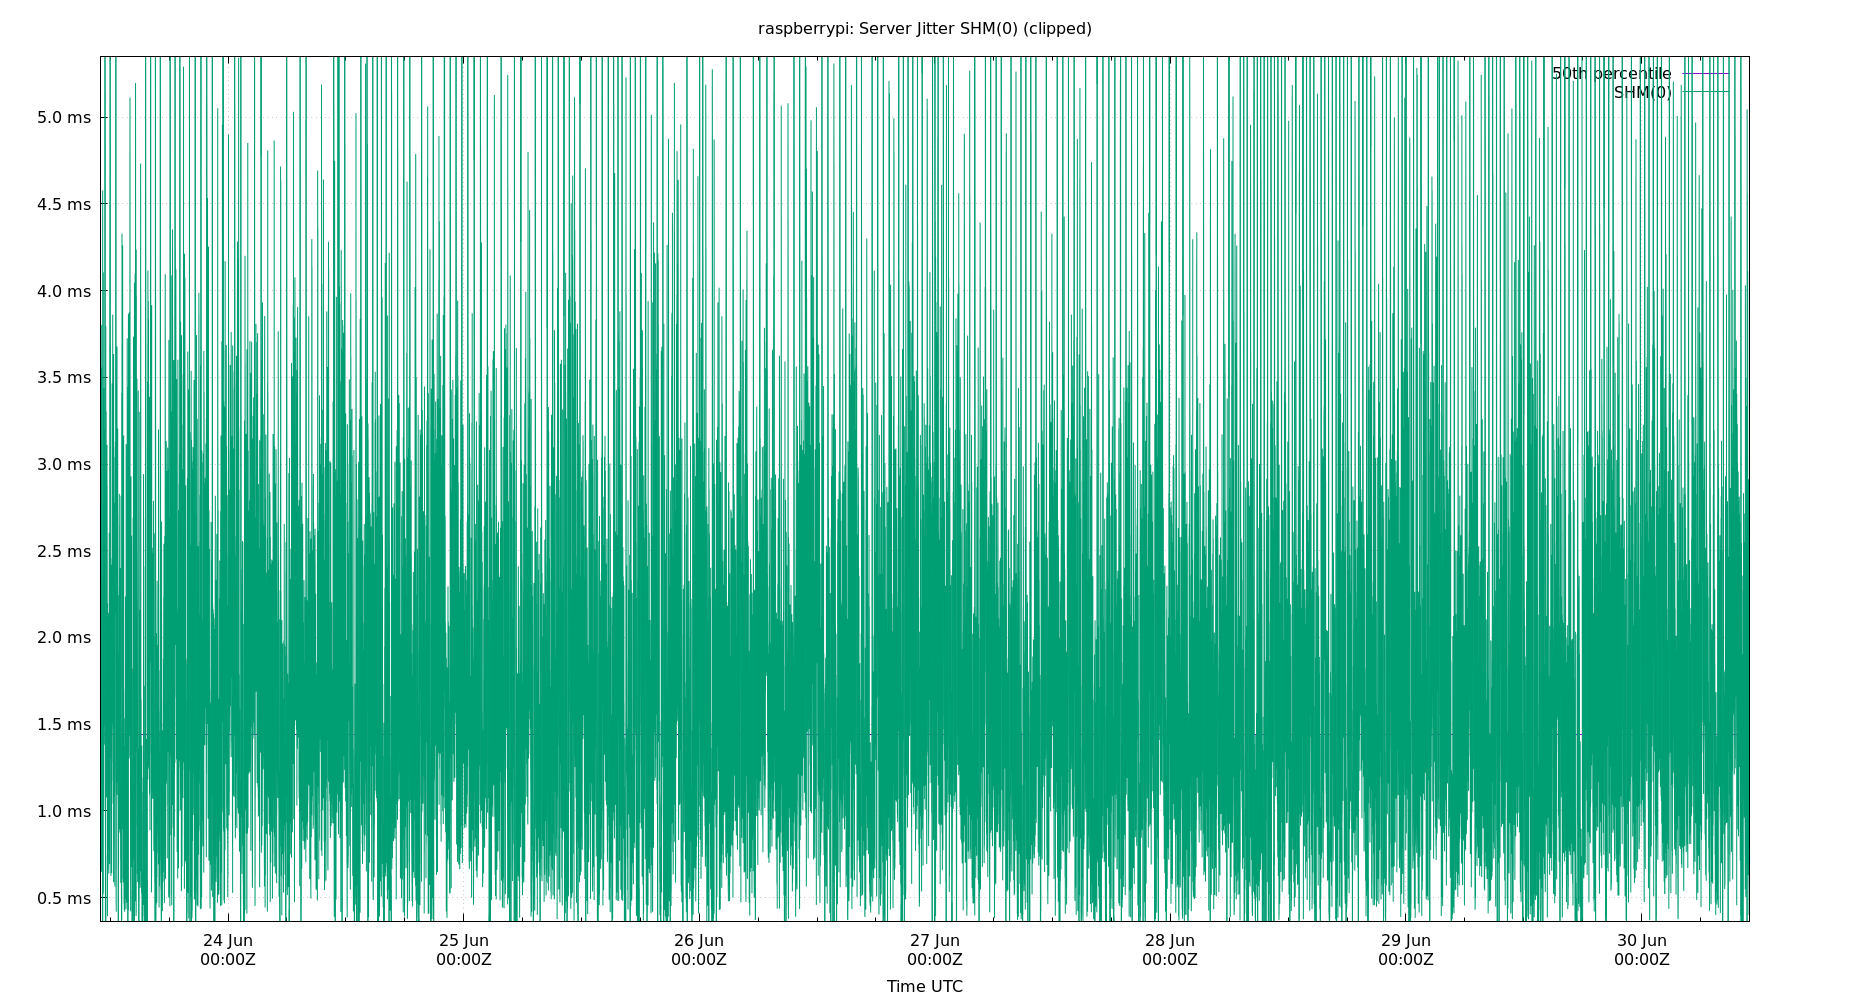 raspberrypi: Server Jitter SHM(0) (clipped)
50th percentile
SHM(0)
5.0 ms
4.5 ms
4.0 ms
3.5 ms
3.0 ms
2.5 ms
2.0 ms
1.5 ms
1.0 ms
0.5 ms
24 Jun 25 Jun 26 Jun 27 Jun 28 Jun 29 Jun 30 Jun
00:00Z 00:00Z 00:00Z 00:00Z 00:00Z 00:00Z 00:00Z
Time UTC